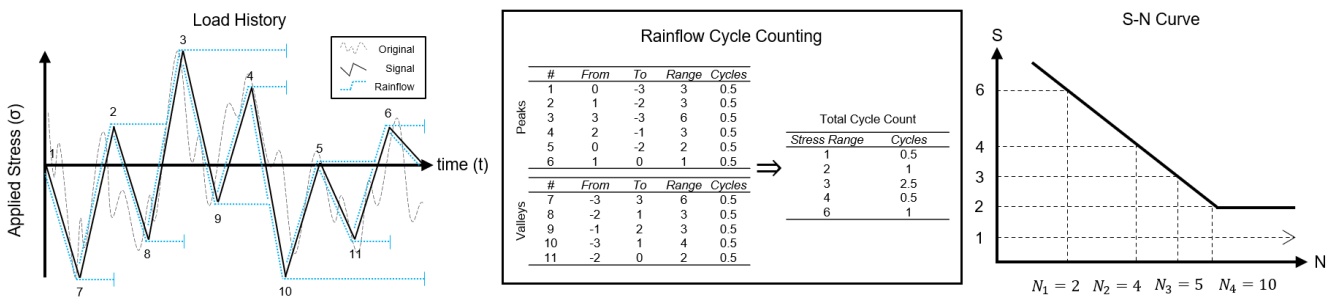 Load History
Applied Stress (σ)
time (t)
Original
Signal
Rainflow
1
2
3
4
5
6
7
8
9
10
11
Rainflow Cycle Counting
# From To Range Cycles
Peaks
1 0 -3 3 0.5
2 1 -2 3 0.5
3 3 -3 6 0.5
4 2 -1 3 0.5
5 0 -2 2 0.5
6 1 0 1 0.5
# From To Range Cycles
Valleys
7 -3 3 6 0.5
8 -2 1 3 0.5
9 -1 2 3 0.5
10 -3 1 4 0.5
11 -2 0 2 0.5
⇒
Total Cycle Count
Stress Range Cycles
1 0.5
2 1
3 2.5
4 0.5
6 1
S-N Curve
S
6
4
3
2
1
N
N₁ = 2 N₂ = 4 N₃ = 5 N₄ = 10